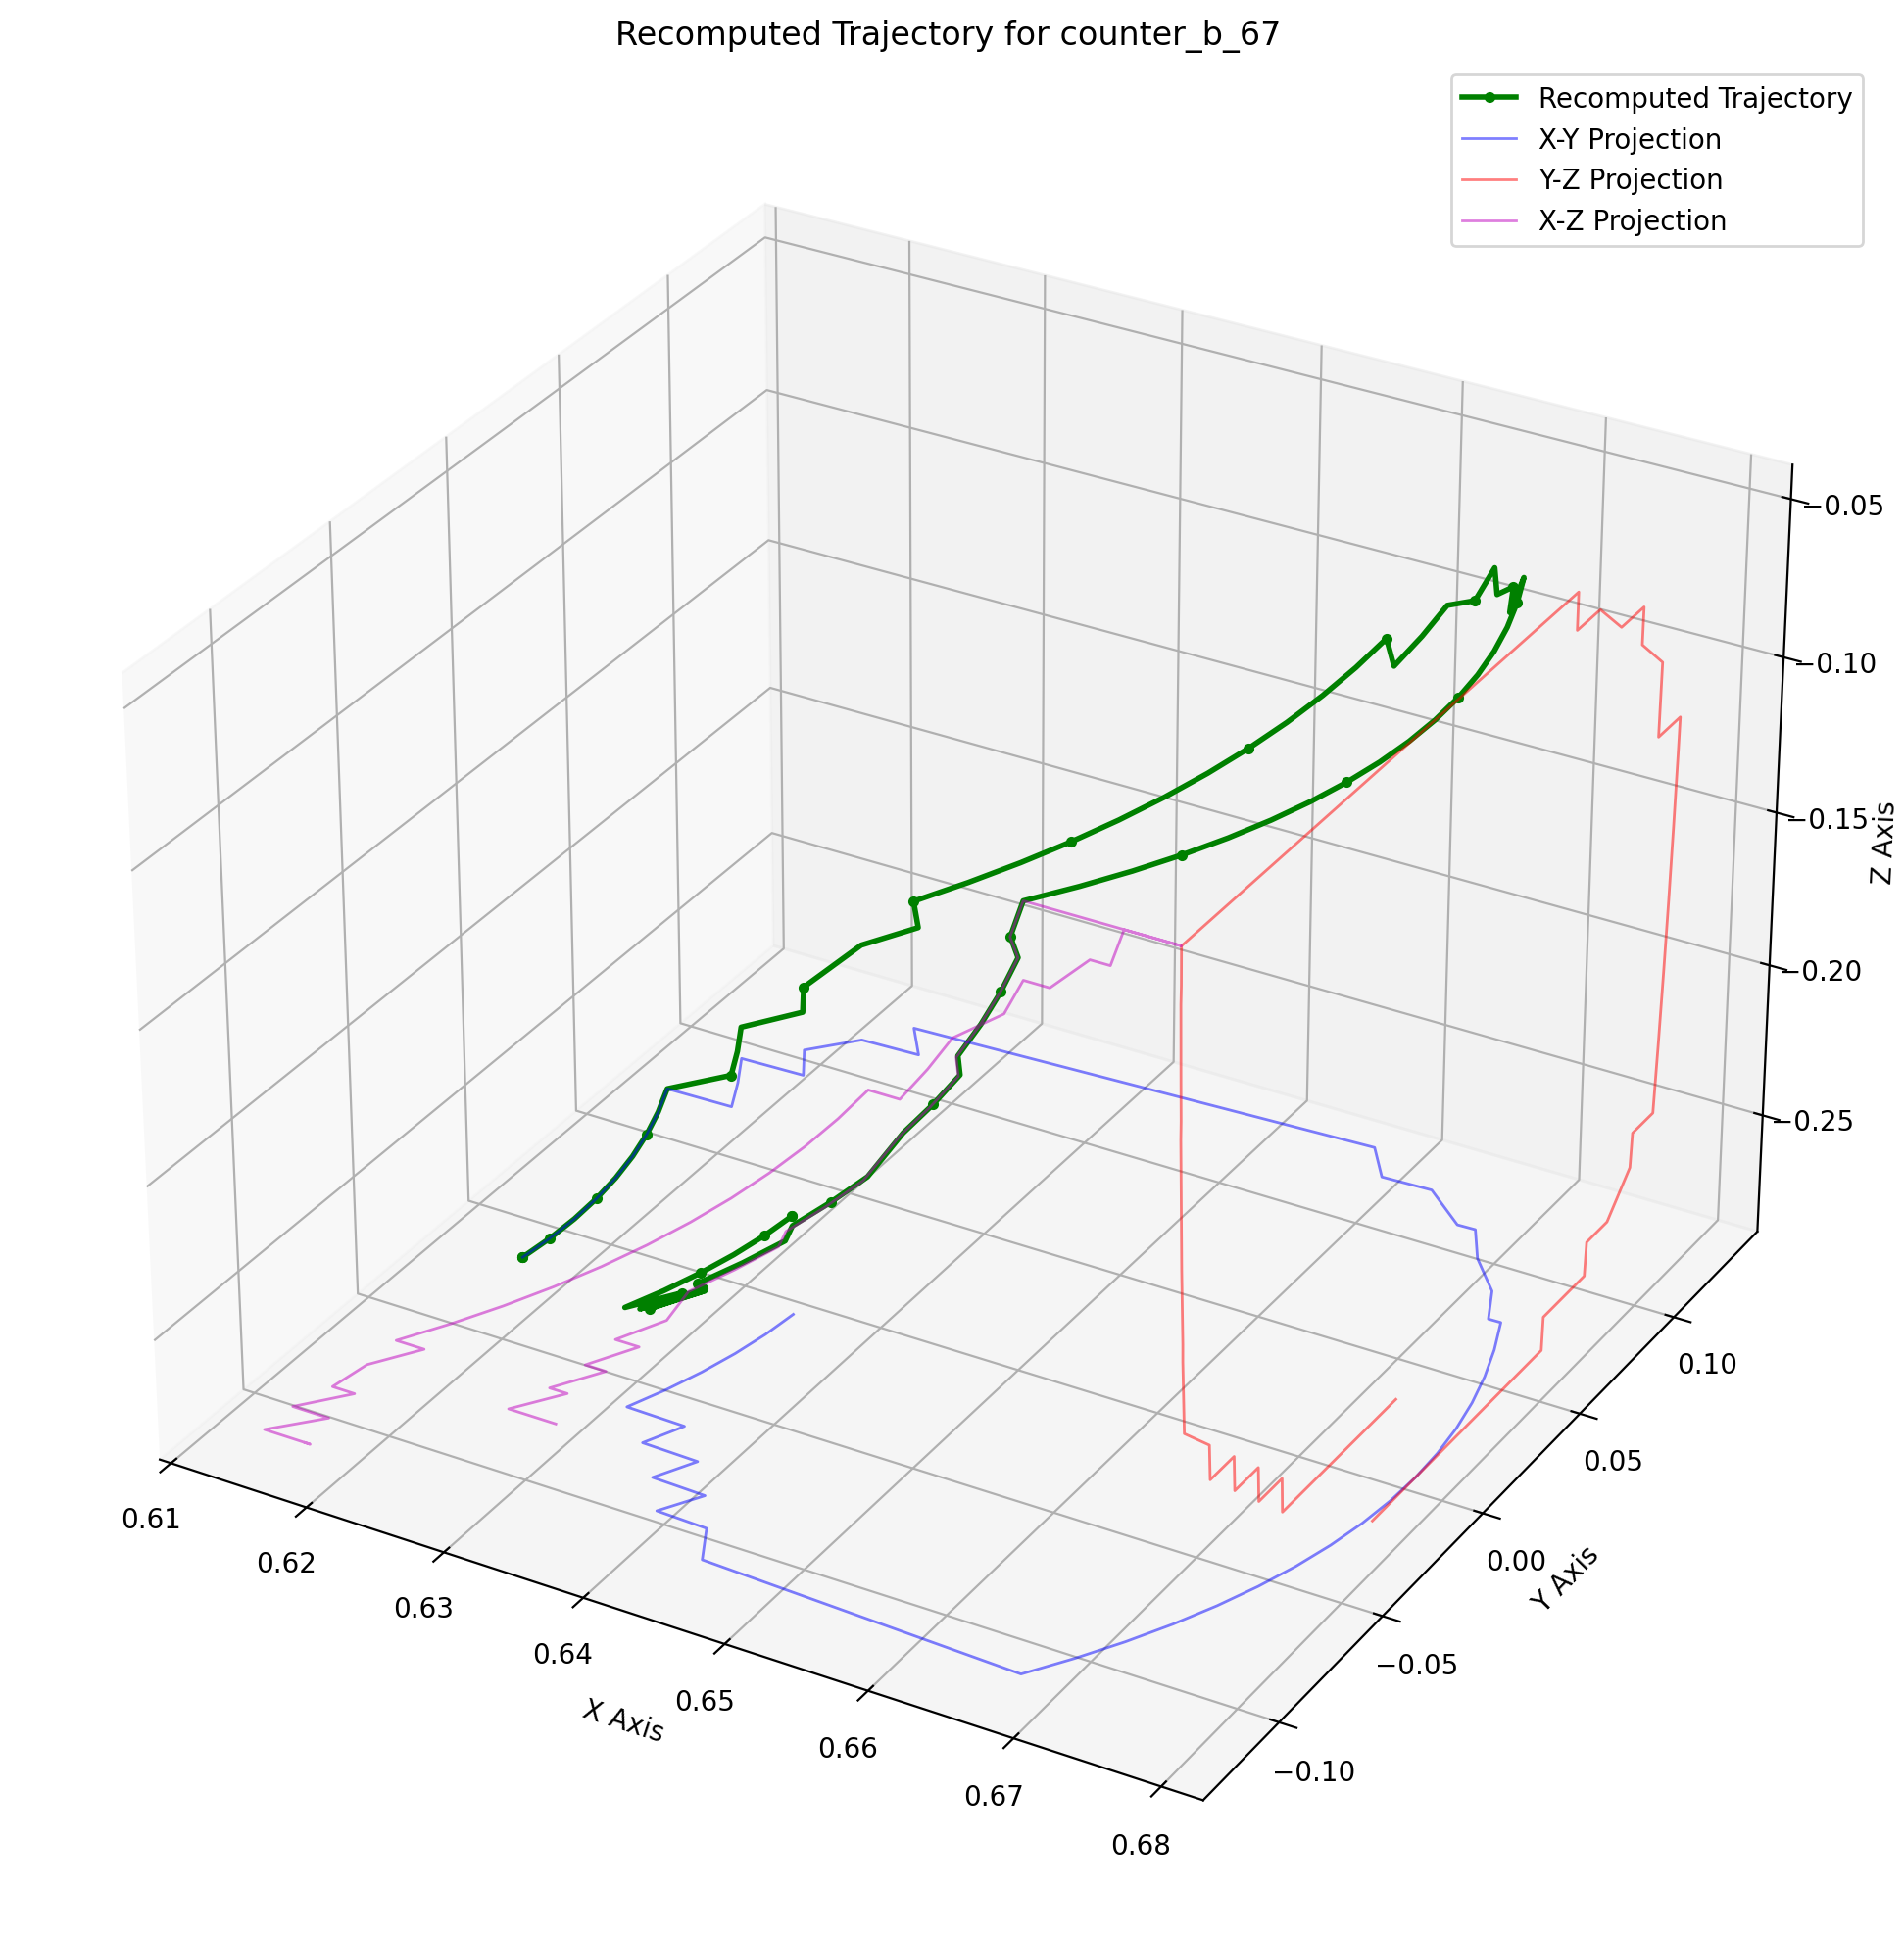 Recomputed Trajectory for counter_b_67
Recomputed Trajectory
X-Y Projection
Y-Z Projection
X-Z Projection
−0.05
−0.10
−0.15
−0.20
−0.25
Z Axis
0.10
0.05
0.00
−0.05
−0.10
Y Axis
0.61
0.62
0.63
0.64
0.65
0.66
0.67
0.68
X Axis